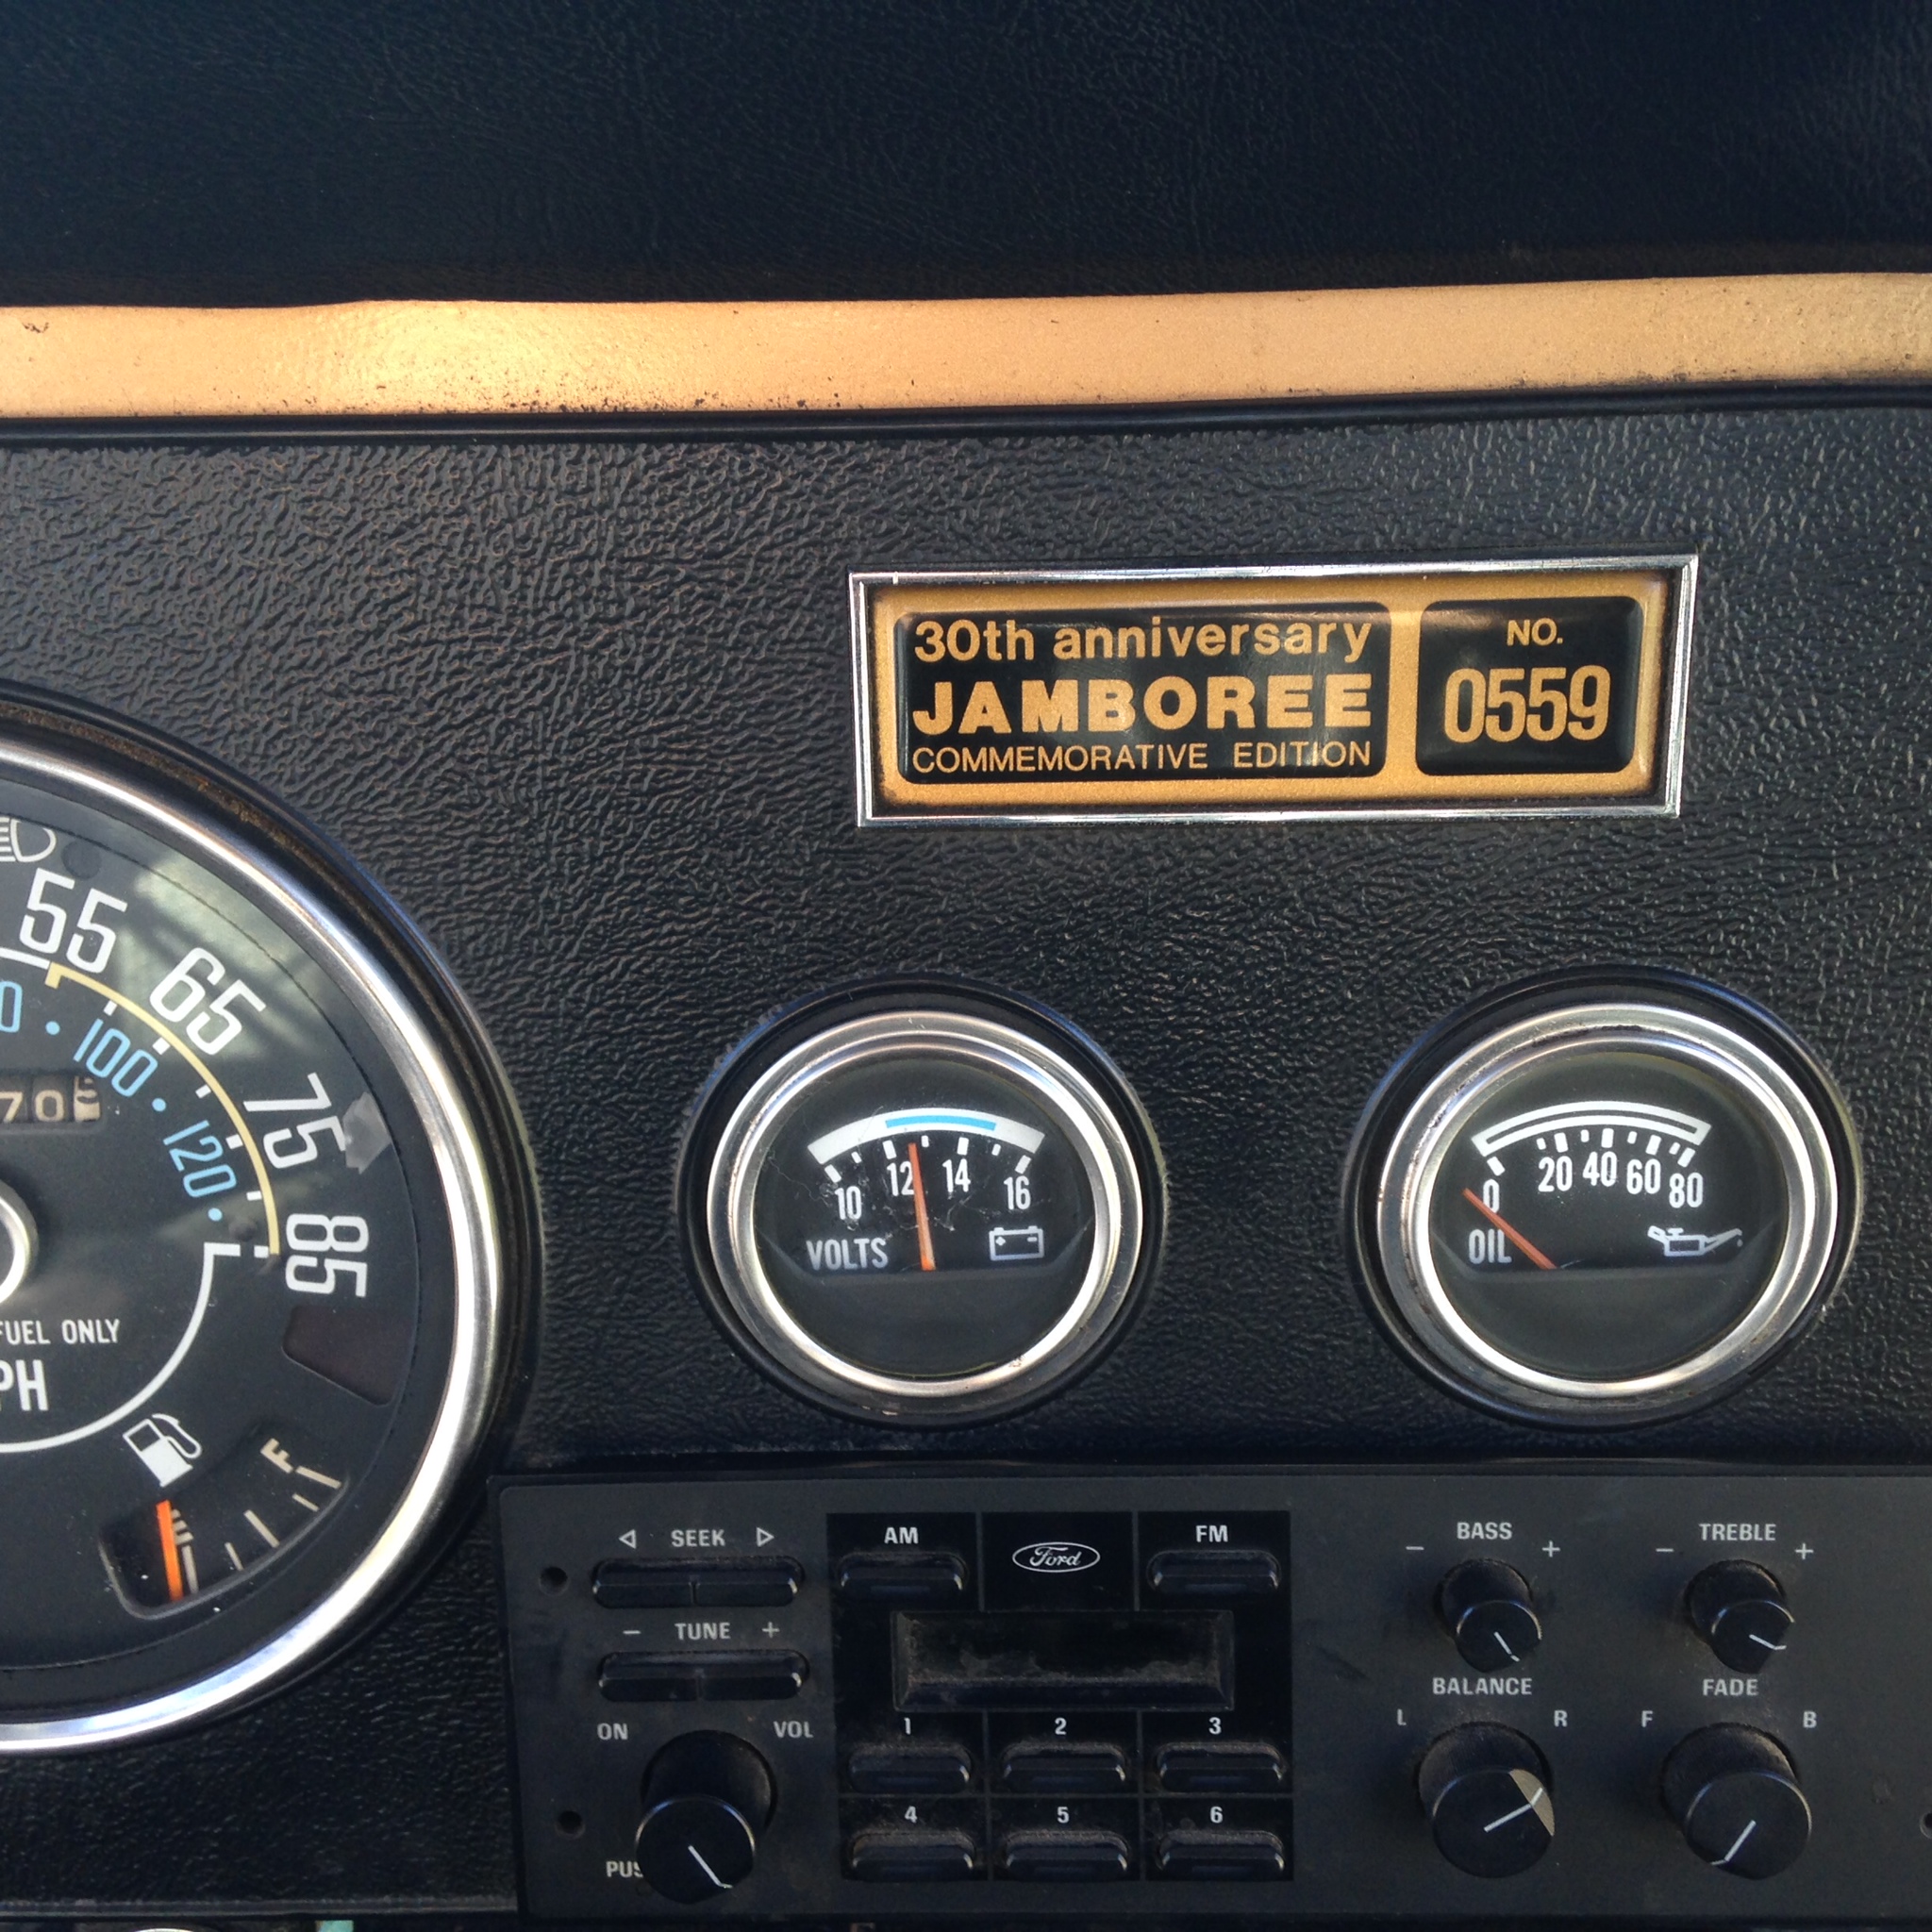 30th anniversary
JAMBOREE
COMMEMORATIVE EDITION
NO.
0559
55
65
75
85
100
120
70
FUEL ONLY
F
E
10 12 14 16
VOLTS
0 20 40 60 80
OIL
SEEK
- TUNE +
ON VOL
AM
Ford
FM
1 2 3
4 5 6
BASS
- +
TREBLE
- +
BALANCE
L R
FADE
F B